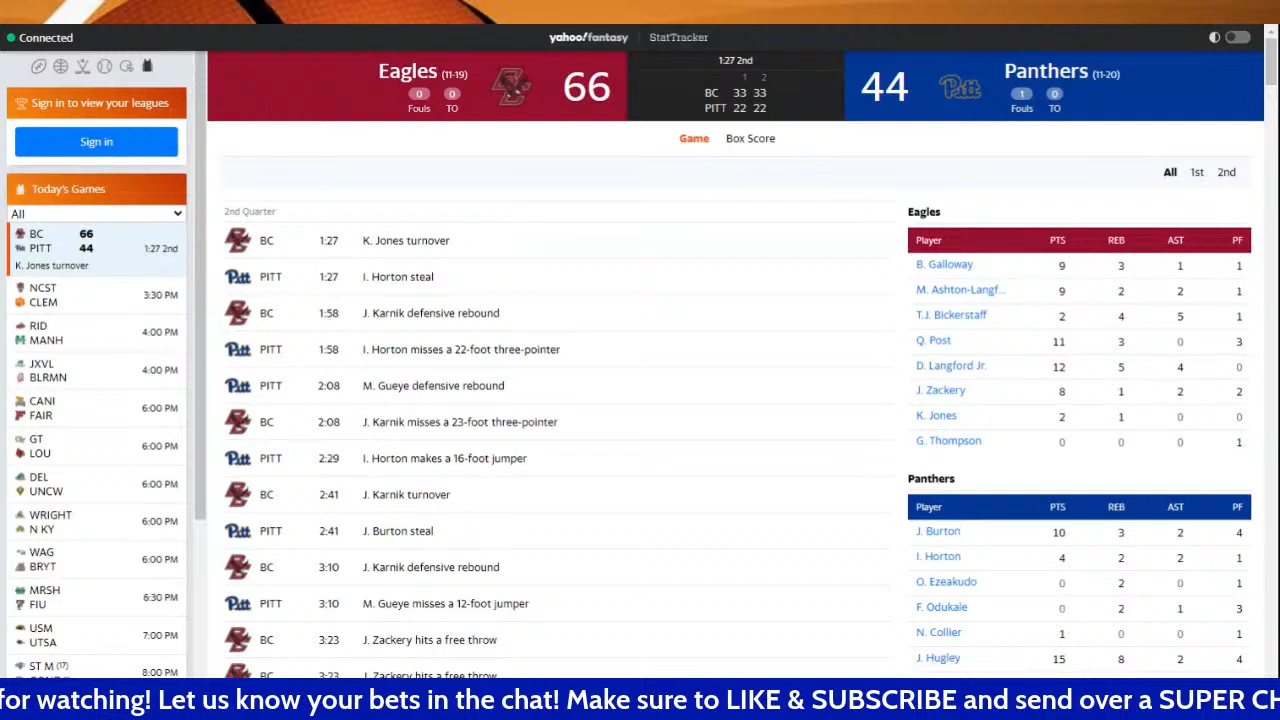 Connected
yahoo!fantasy StatTracker
Sign in to view your leagues
Sign in
Today's Games
All
BC 66
PITT 44 1:27 2nd
K. Jones turnover
NCST
CLEM 3:30 PM
RID
MANH 4:00 PM
JXVL
BLRMN 4:00 PM
CANI
FAIR 6:00 PM
GT
LOU 6:00 PM
DEL
UNCW 6:00 PM
WRIGHT
N KY 6:00 PM
WAG
BRYT 6:00 PM
MRSH
FIU 6:30 PM
USM
UTSA 7:00 PM
ST M (17)
8:00 PM
Eagles (11-19) 66
0 0
Fouls TO
1:27 2nd
1 2
BC 33 33
PITT 22 22
44 Pitt Panthers (11-20)
1 0
Fouls TO
Game Box Score
All 1st 2nd
2nd Quarter
BC 1:27 K. Jones turnover
Pitt PITT 1:27 I. Horton steal
BC 1:58 J. Karnik defensive rebound
Pitt PITT 1:58 I. Horton misses a 22-foot three-pointer
Pitt PITT 2:08 M. Gueye defensive rebound
BC 2:08 J. Karnik misses a 23-foot three-pointer
Pitt PITT 2:29 I. Horton makes a 16-foot jumper
BC 2:41 J. Karnik turnover
Pitt PITT 2:41 J. Burton steal
BC 3:10 J. Karnik defensive rebound
Pitt PITT 3:10 M. Gueye misses a 12-foot jumper
BC 3:23 J. Zackery hits a free throw
BC 3:23 J. Zackery hits a free throw
Eagles
Player PTS REB AST PF
B. Galloway 9 3 1 1
M. Ashton-Langf... 9 2 2 1
T.J. Bickerstaff 2 4 5 1
Q. Post 11 3 0 3
D. Langford Jr. 12 5 4 0
J. Zackery 8 1 2 2
K. Jones 2 1 0 0
G. Thompson 0 0 0 1
Panthers
Player PTS REB AST PF
J. Burton 10 3 2 4
I. Horton 4 2 2 1
O. Ezeakudo 0 2 0 1
F. Odukale 0 2 1 3
N. Collier 1 0 0 1
J. Hugley 15 8 2 4
for watching! Let us know your bets in the chat! Make sure to LIKE & SUBSCRIBE and send over a SUPER CH